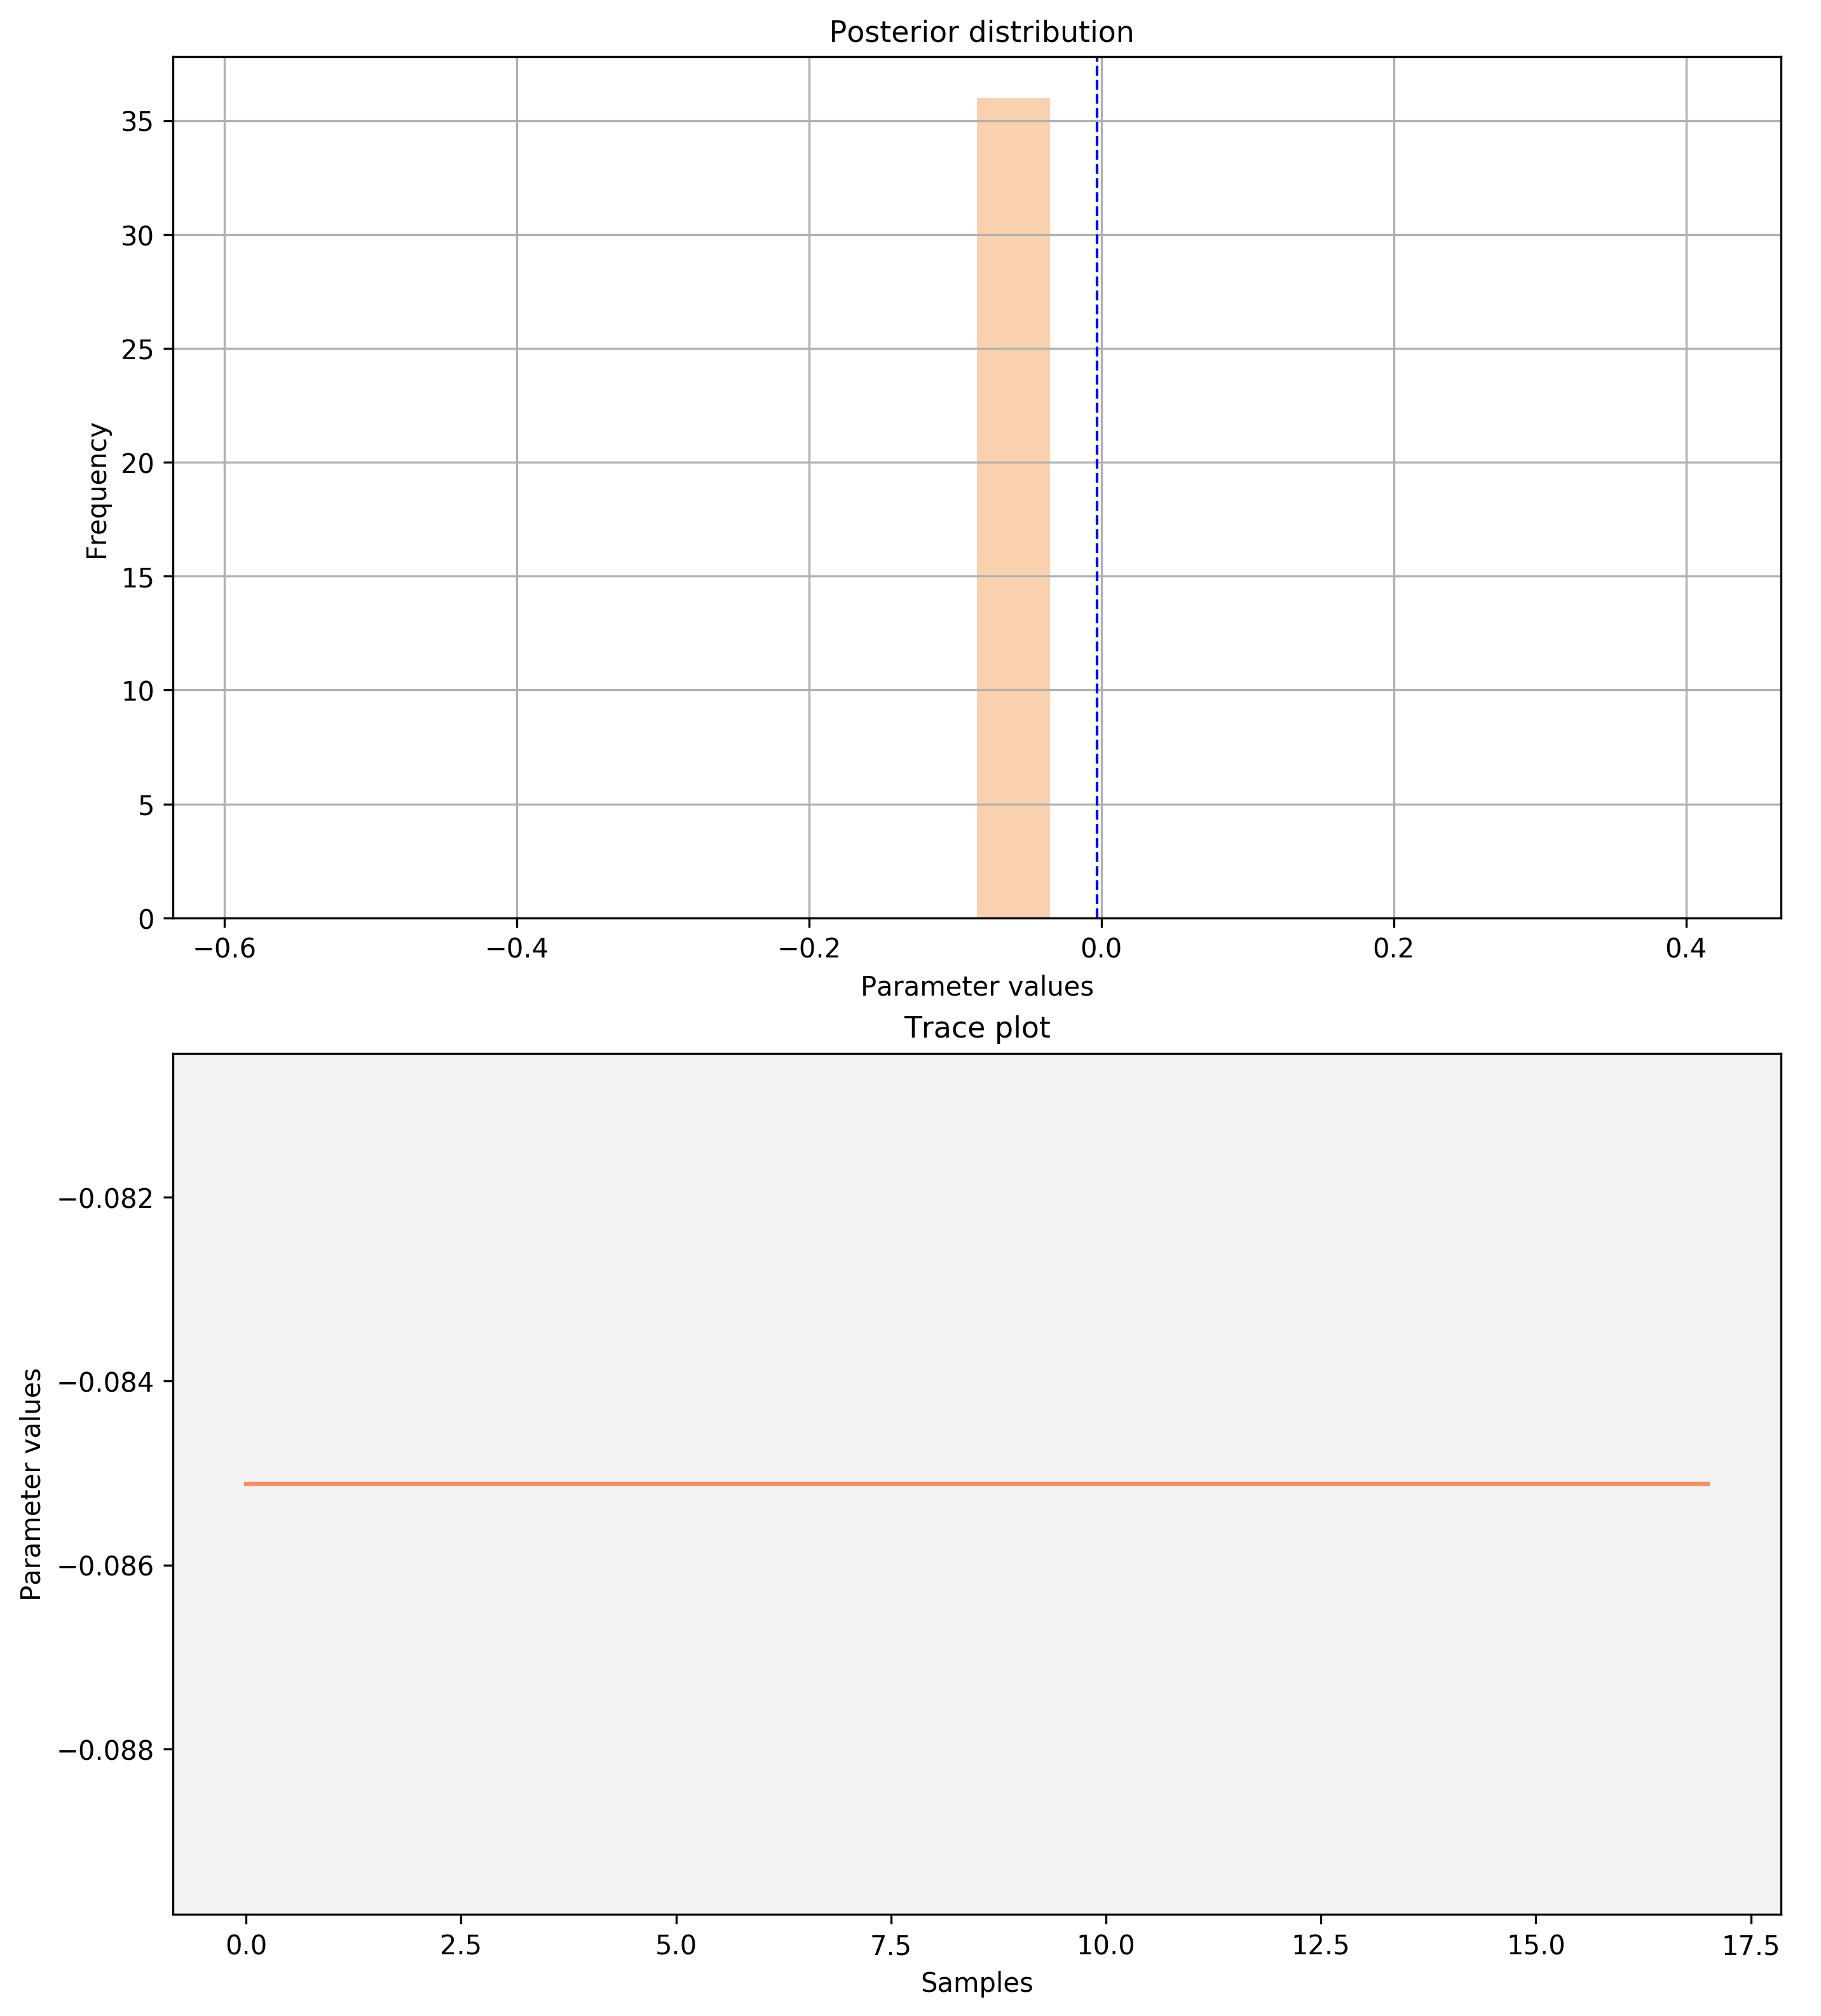 Posterior distribution
35
30
25
20
15
10
5
0
Frequency
−0.6 −0.4 −0.2 0.0 0.2 0.4
Parameter values
Trace plot
−0.082
−0.084
−0.086
−0.088
Parameter values
0.0 2.5 5.0 7.5 10.0 12.5 15.0 17.5
Samples